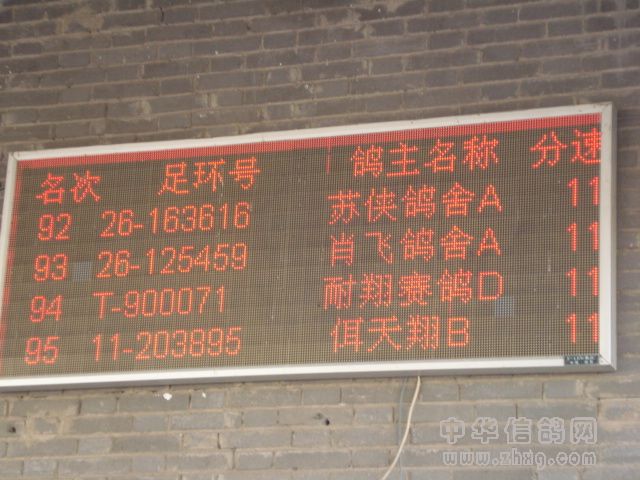 名次 足环号 鸽主名称 分速
92 26-163616 苏侠鸽舍A 11
93 26-125459 肖飞鸽舍A 11
94 T-900071 耐翔赛鸽D 11
95 11-203895 佴天翔B 11
中华信鸽网
www.zhxg.com